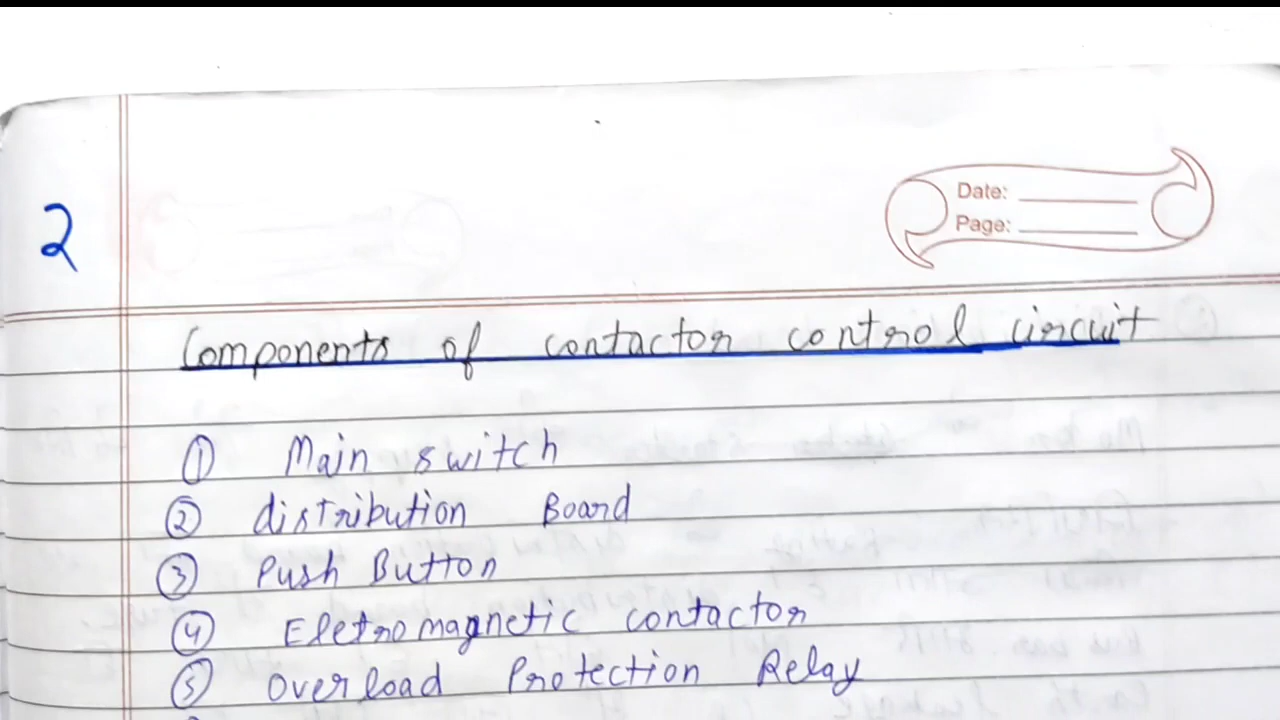 Date:
Page:
2
Components of contactor control circuit
① Main switch
② distribution Board
③ Push Button
④ Eletromagnetic contactor
⑤ Overload Protection Relay